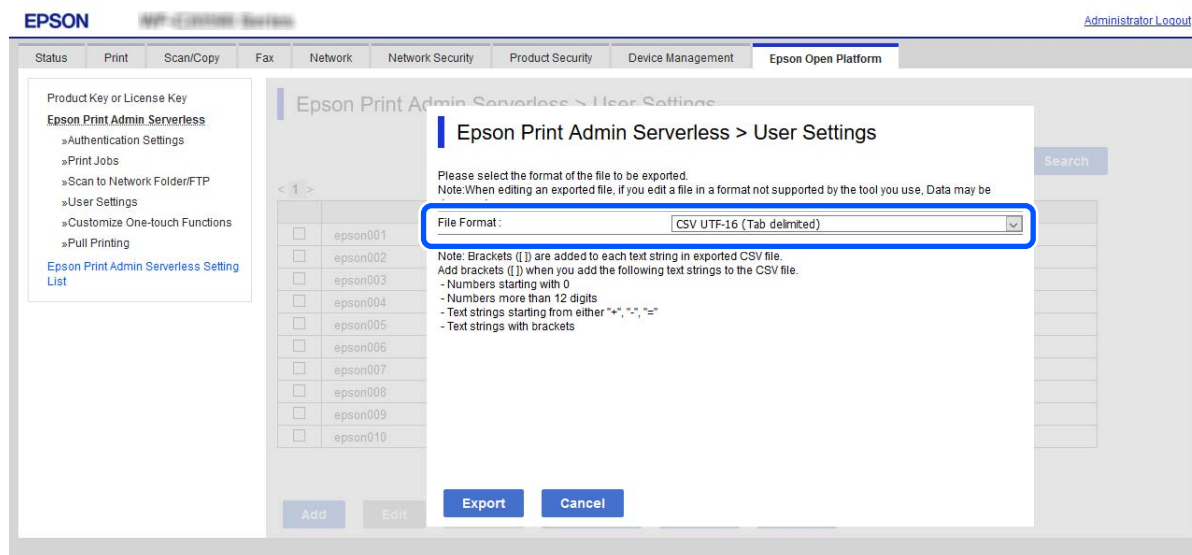 EPSON
Administrator Logout
Status Print Scan/Copy Fax Network Network Security Product Security Device Management Epson Open Platform
Product Key or License Key
Epson Print Admin Serverless
»Authentication Settings
»Print Jobs
»Scan to Network Folder/FTP
»User Settings
»Customize One-touch Functions
»Pull Printing
Epson Print Admin Serverless Setting
List
Epson Print Admin Serverless > User Settings
Search
< 1 >
epson001
epson002
epson003
epson004
epson005
epson006
epson007
epson008
epson009
epson010
Add Edit
Epson Print Admin Serverless > User Settings
Please select the format of the file to be exported.
Note:When editing an exported file, if you edit a file in a format not supported by the tool you use, Data may be
File Format : CSV UTF-16 (Tab delimited)
Note: Brackets ([ ]) are added to each text string in exported CSV file.
Add brackets ([ ]) when you add the following text strings to the CSV file.
- Numbers starting with 0
- Numbers more than 12 digits
- Text strings starting from either "+", "-", "="
- Text strings with brackets
Export Cancel